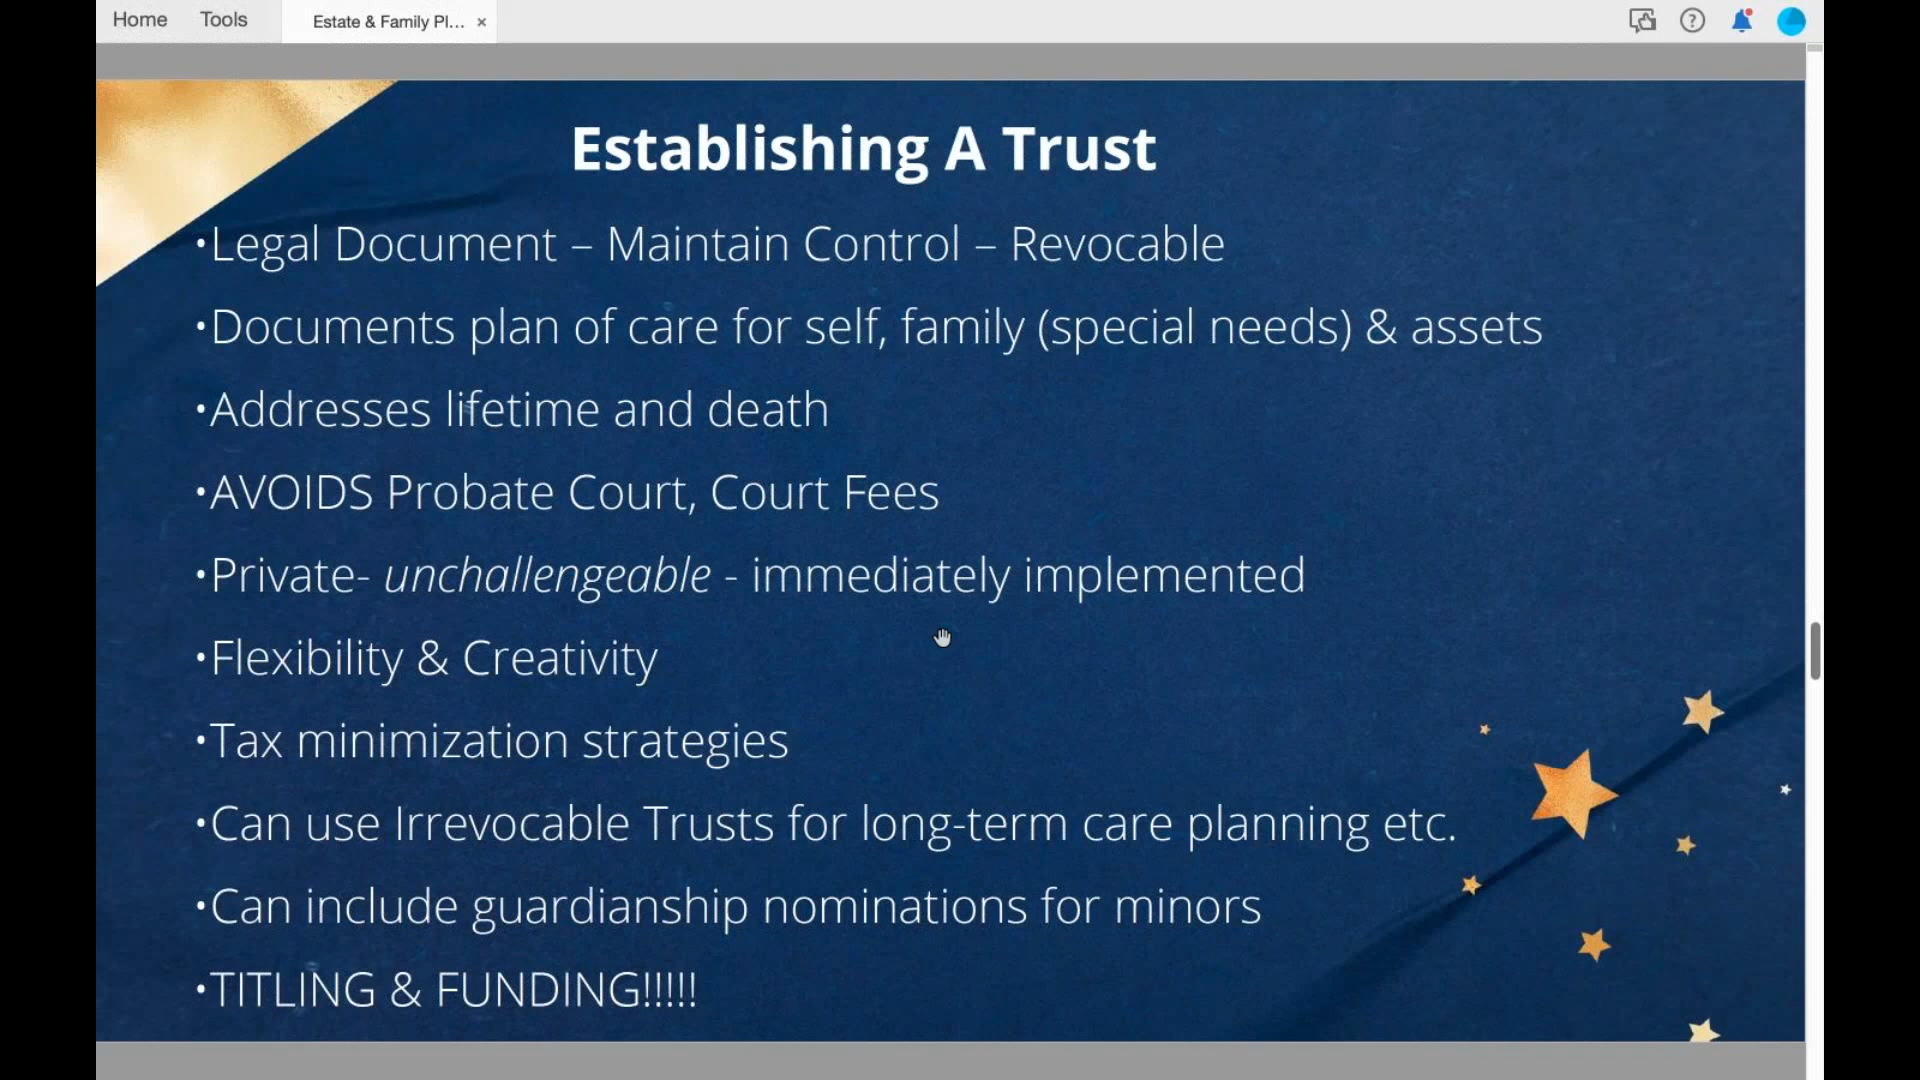 Home Tools Estate & Family Pl... ×
Establishing A Trust
•Legal Document – Maintain Control – Revocable
•Documents plan of care for self, family (special needs) & assets
•Addresses lifetime and death
•AVOIDS Probate Court, Court Fees
•Private- unchallengeable - immediately implemented
•Flexibility & Creativity
•Tax minimization strategies
•Can use Irrevocable Trusts for long-term care planning etc.
•Can include guardianship nominations for minors
•TITLING & FUNDING!!!!!